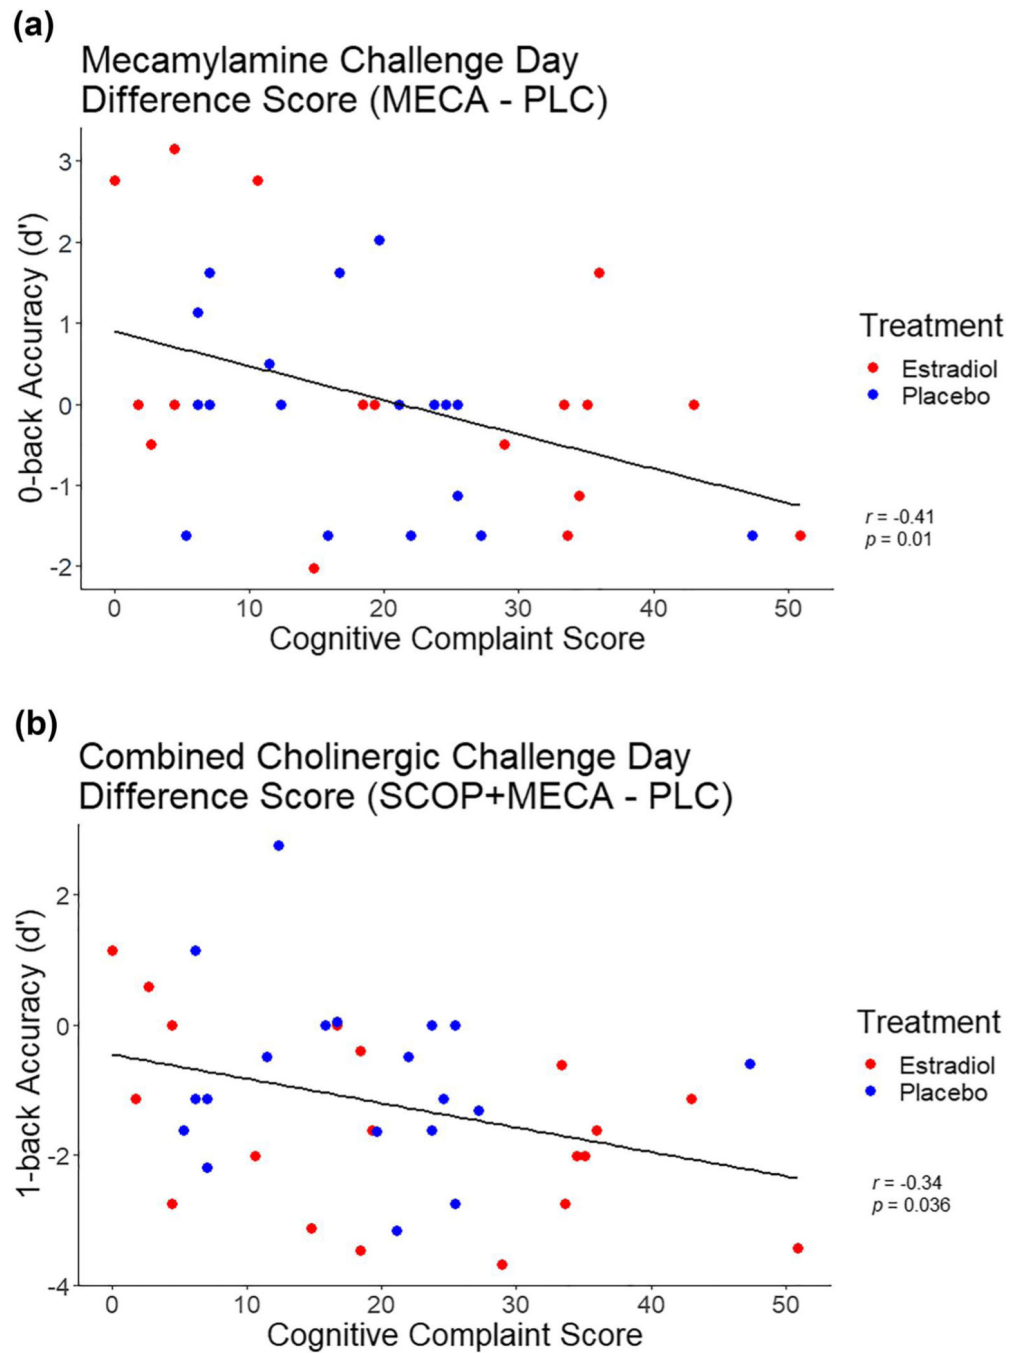 (a)
Mecamylamine Challenge Day
Difference Score (MECA - PLC)
0-back Accuracy (d')
3
2
1
0
-1
-2
0 10 20 30 40 50
Cognitive Complaint Score
Treatment
Estradiol
Placebo
r = -0.41
p = 0.01
(b)
Combined Cholinergic Challenge Day
Difference Score (SCOP+MECA - PLC)
1-back Accuracy (d')
2
0
-2
-4
0 10 20 30 40 50
Cognitive Complaint Score
Treatment
Estradiol
Placebo
r = -0.34
p = 0.036